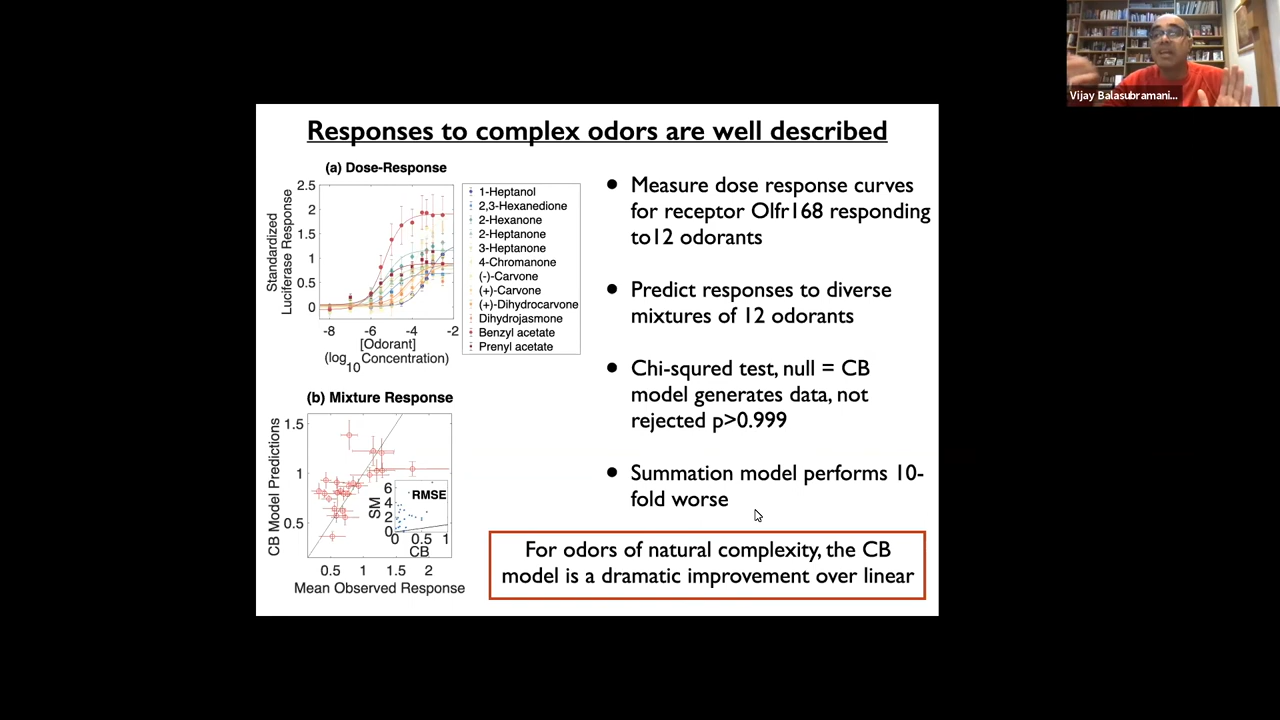 Vijay Balasubramani...
Responses to complex odors are well described
(a) Dose-Response
2.5
2
1.5
1
0.5
0
Standardized
Luciferase Response
-8
-6
-4
-2
[Odorant]
(log10 Concentration)
1-Heptanol
2,3-Hexanedione
2-Hexanone
2-Heptanone
3-Heptanone
4-Chromanone
(-)-Carvone
(+)-Carvone
(+)-Dihydrocarvone
Dihydrojasmone
Benzyl acetate
Prenyl acetate
(b) Mixture Response
1.5
1
0.5
CB Model Predictions
0.5
1
1.5
2
Mean Observed Response
6
4
2
0
SM
RMSE
0
0.5
1
CB
• Measure dose response curves
for receptor Olfr168 responding
to12 odorants
• Predict responses to diverse
mixtures of 12 odorants
• Chi-squred test, null = CB
model generates data, not
rejected p>0.999
• Summation model performs 10-
fold worse
For odors of natural complexity, the CB
model is a dramatic improvement over linear